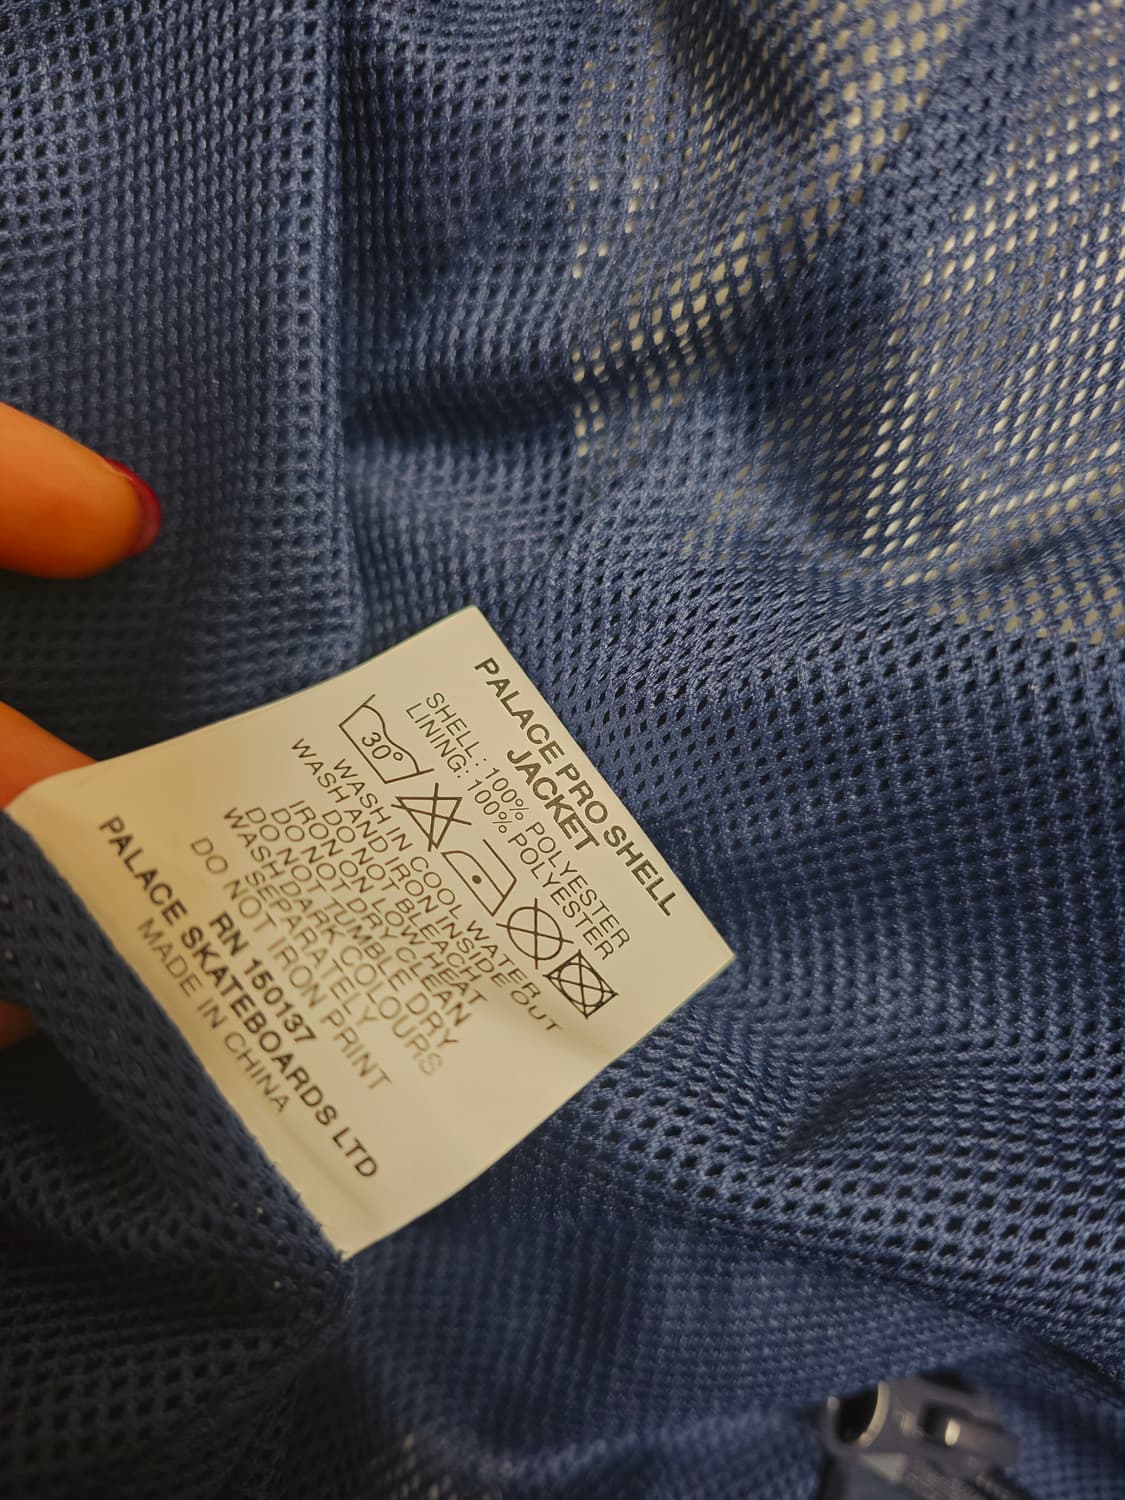 PALACE PRO SHELL
JACKET
SHELL : 100% POLYESTER
LINING: 100% POLYESTER
30°
WASH IN COOL WATER
WASH AND IRON INSIDE OUT
DO NOT BLEACH
IRON ON LOW HEAT
DO NOT DRY CLEAN
DO NOT TUMBLE DRY
WASH DARK COLOURS
SEPARATELY
DO NOT IRON PRINT
RN 150137
PALACE SKATEBOARDS LTD
MADE IN CHINA